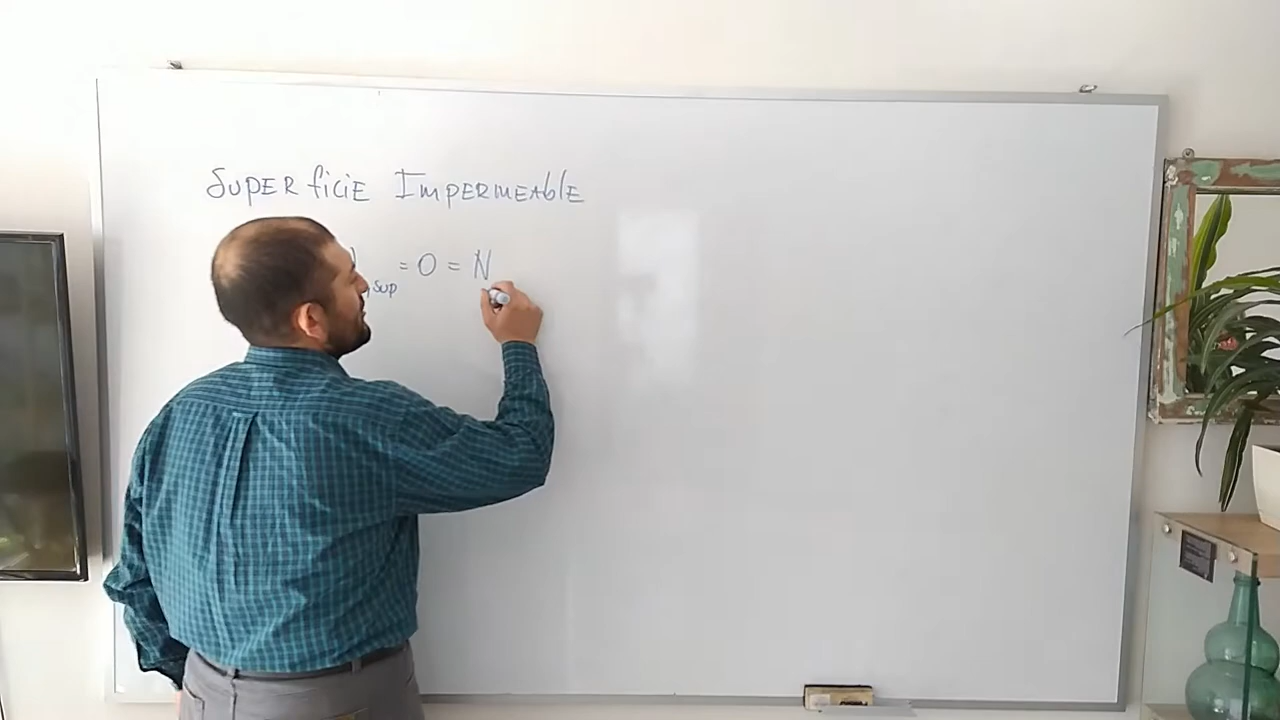 SUPERficiE ImpERMEAblE
, Sup = 0 = N